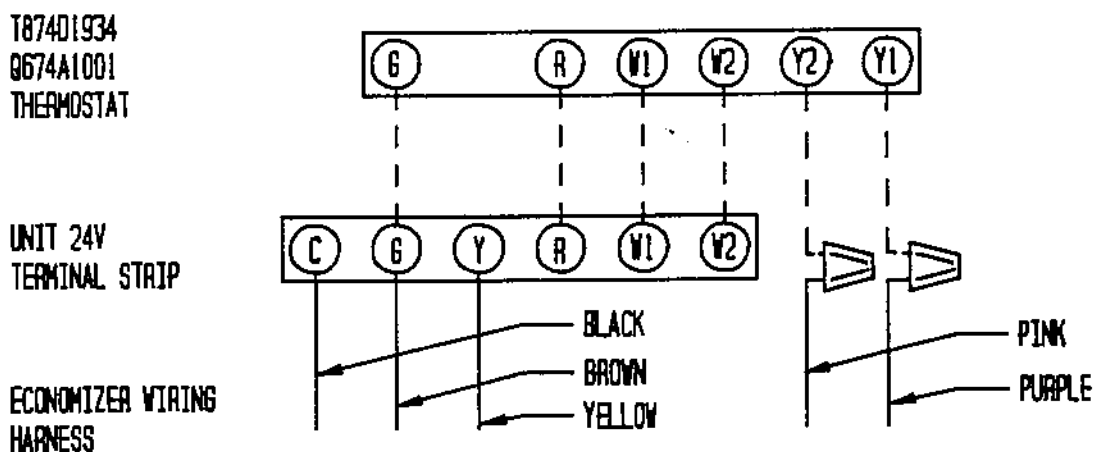 T874D1934
Q674A1001
THERMOSTAT
G R W1 W2 Y2 Y1
UNIT 24V
TERMINAL STRIP
C G Y R W1 W2
BLACK
BROWN
YELLOW
PINK
PURPLE
ECONOMIZER WIRING
HARNESS